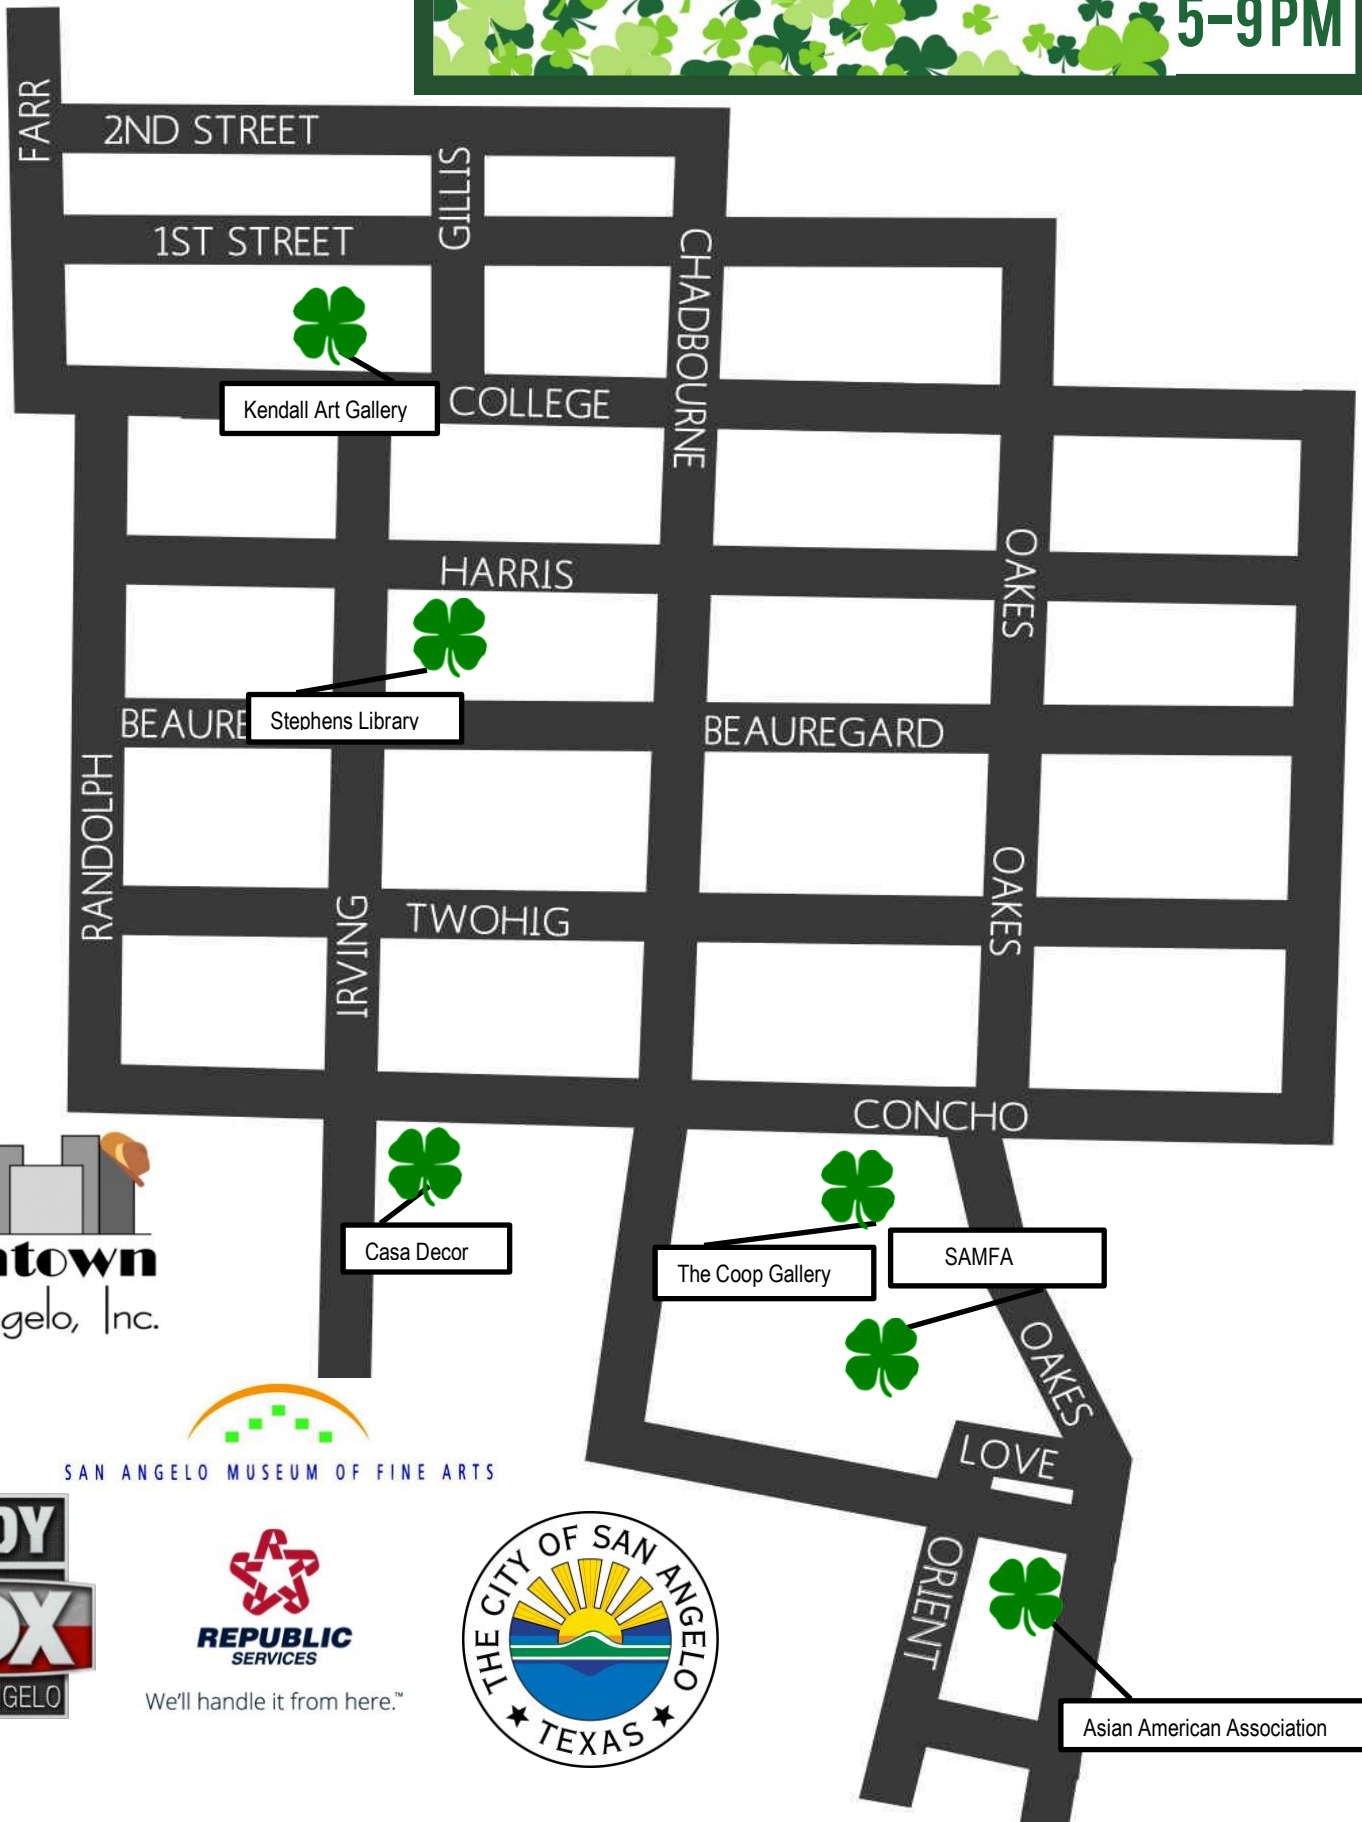 5-9PM
FARR
2ND STREET
GILLIS
1ST STREET
CHADBOURNE
Kendall Art Gallery
COLLEGE
OAKES
HARRIS
Stephens Library
BEAURE
BEAUREGARD
RANDOLPH
OAKES
IRVING
TWOHIG
CONCHO
Casa Decor
The Coop Gallery
SAMFA
ntown
gelo, Inc.
OAKES
LOVE
SAN ANGELO MUSEUM OF FINE ARTS
DY
OX
GELO
REPUBLIC
SERVICES
We'll handle it from here.™
THE CITY OF SAN ANGELO
TEXAS
ORIENT
Asian American Association